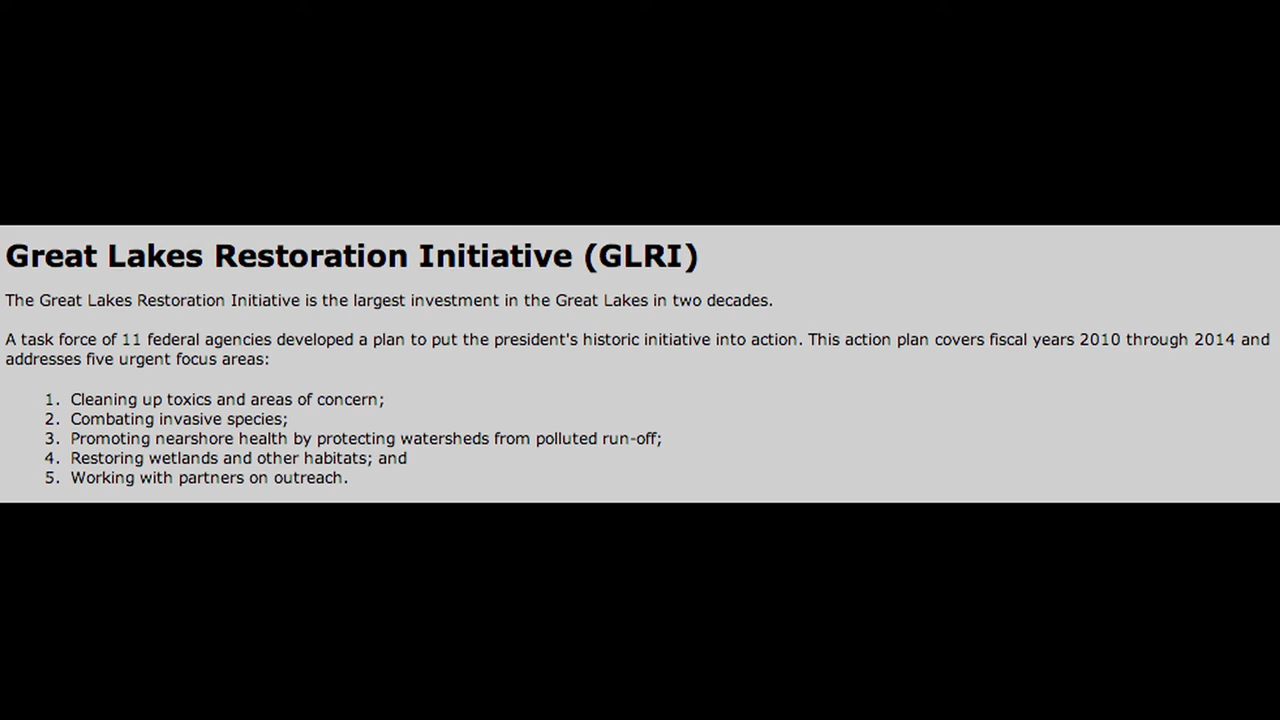 Great Lakes Restoration Initiative (GLRI)
The Great Lakes Restoration Initiative is the largest investment in the Great Lakes in two decades.
A task force of 11 federal agencies developed a plan to put the president's historic initiative into action. This action plan covers fiscal years 2010 through 2014 and
addresses five urgent focus areas:
1. Cleaning up toxics and areas of concern;
2. Combating invasive species;
3. Promoting nearshore health by protecting watersheds from polluted run-off;
4. Restoring wetlands and other habitats; and
5. Working with partners on outreach.